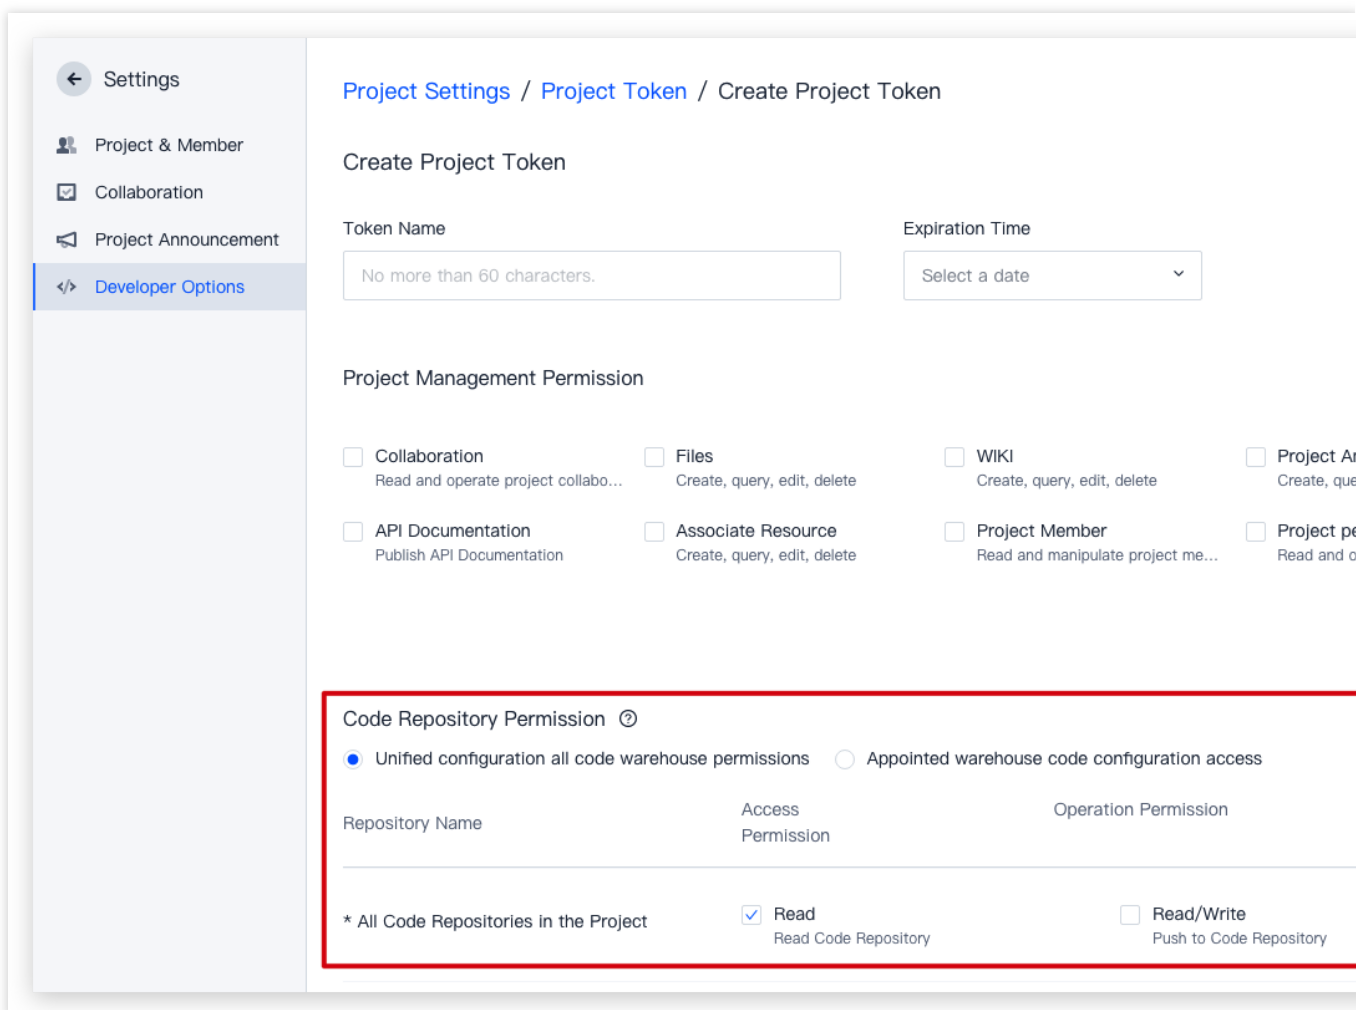 Settings
Project & Member
Collaboration
Project Announcement
</> Developer Options
Project Settings / Project Token / Create Project Token
Create Project Token
Token Name
Expiration Time
No more than 60 characters.
Select a date
Project Management Permission
Collaboration
Read and operate project collabo...
Files
Create, query, edit, delete
WIKI
Create, query, edit, delete
Project
Create,
API Documentation
Publish API Documentation
Associate Resource
Create, query, edit, delete
Project Member
Read and manipulate project me...
Project
Read and
Code Repository Permission
Unified configuration all code warehouse permissions
Appointed warehouse code configuration access
Repository Name
Access
Permission
Operation Permission
* All Code Repositories in the Project
Read
Read Code Repository
Read/Write
Push to Code Repository